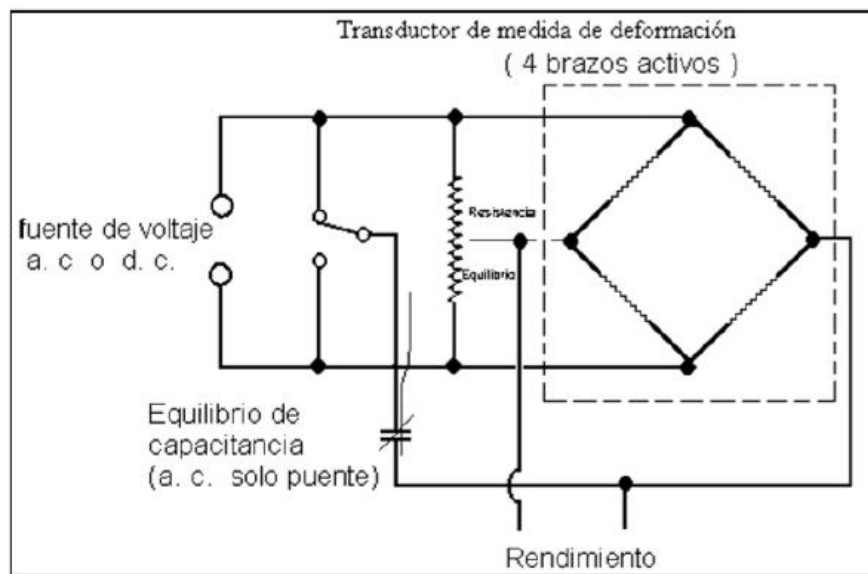 Transductor de medida de deformación
( 4 brazos activos )
fuente de voltaje
a. c o d. c.
Resistencia
Equilibrio
Equilibrio de
capacitancia
(a. c. solo puente)
Rendimiento